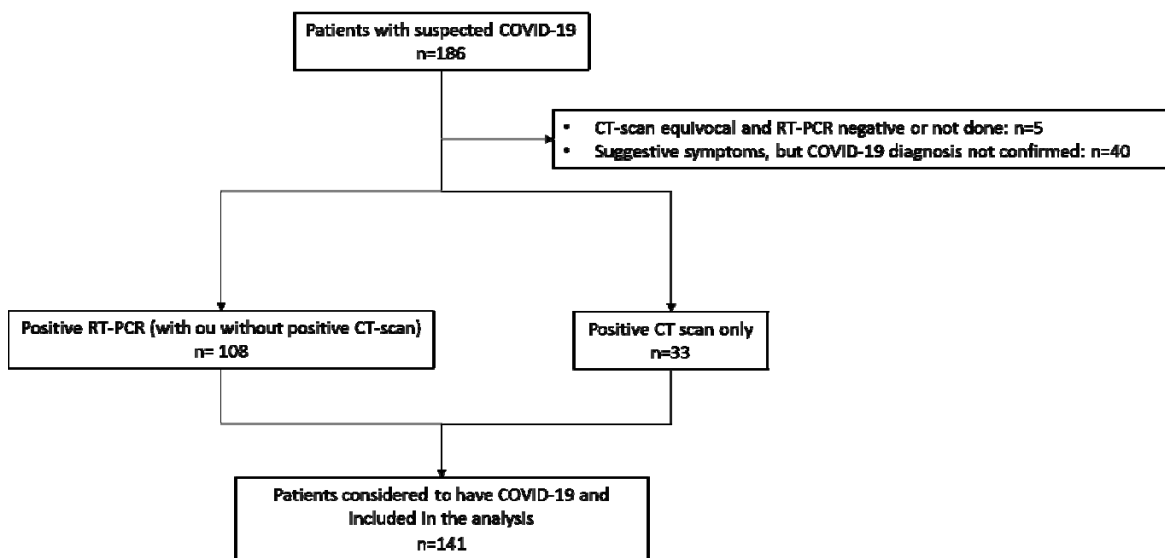 Patients with suspected COVID-19
n=186
• CT-scan equivocal and RT-PCR negative or not done: n=5
• Suggestive symptoms, but COVID-19 diagnosis not confirmed: n=40
Positive RT-PCR (with ou without positive CT-scan)
n= 108
Positive CT scan only
n=33
Patients considered to have COVID-19 and
included in the analysis
n=141